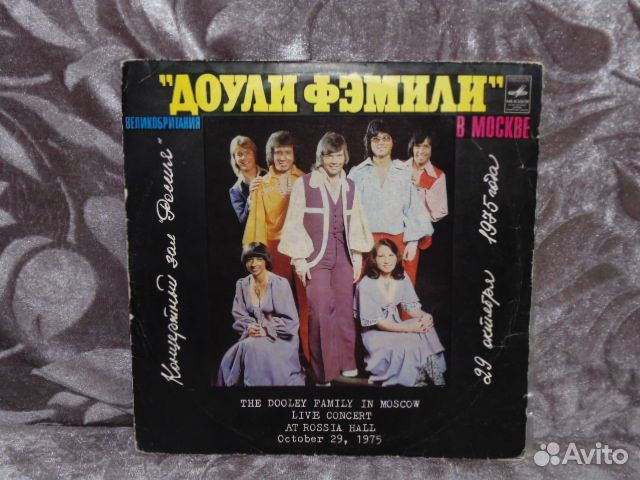 "ДОУЛИ ФЭМИЛИ"
ВЕЛИКОБРИТАНИЯ
В МОСКВЕ
Концертный зал "Россия"
29 октября 1975 года
THE DOOLEY FAMILY IN MOSCOW
LIVE CONCERT
AT ROSSIA HALL
October 29, 1975
Avito